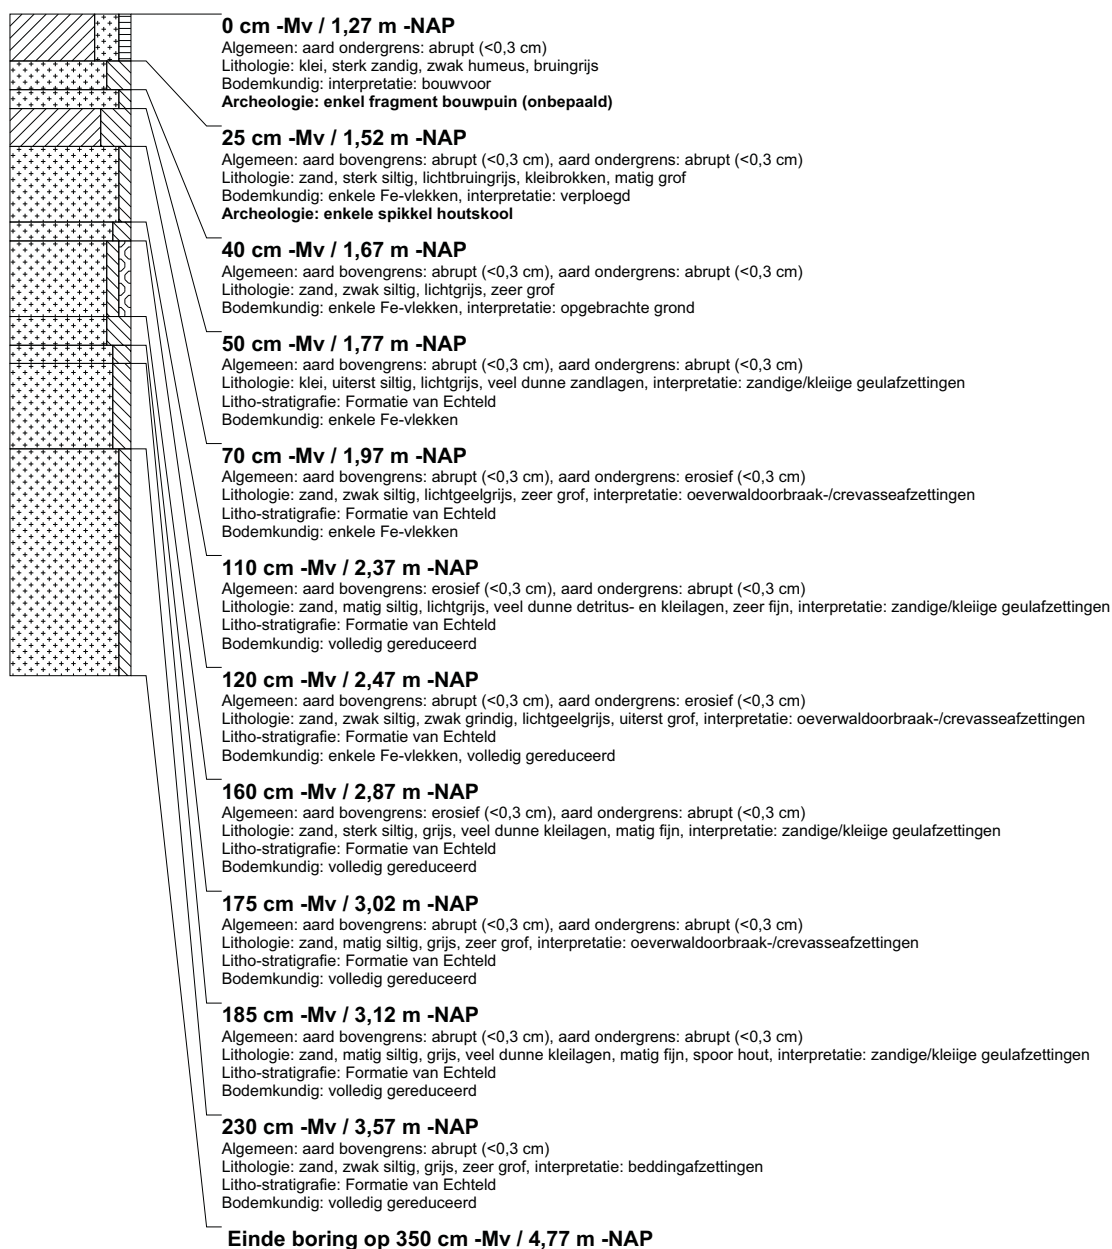 0 cm -Mv / 1,27 m -NAP
Algemeen: aard ondergrens: abrupt (<0,3 cm)
Lithologie: klei, sterk zandig, zwak humeus, bruingrijs
Bodemkundig: interpretatie: bouwvoor
Archeologie: enkel fragment bouwpuin (onbepaald)
25 cm -Mv / 1,52 m -NAP
Algemeen: aard bovengrens: abrupt (<0,3 cm), aard ondergrens: abrupt (<0,3 cm)
Lithologie: zand, sterk siltig, lichtbruingrijs, kleibrokken, matig grof
Bodemkundig: enkele Fe-vlekken, interpretatie: verploegd
Archeologie: enkele spikkel houtskool
40 cm -Mv / 1,67 m -NAP
Algemeen: aard bovengrens: abrupt (<0,3 cm), aard ondergrens: abrupt (<0,3 cm)
Lithologie: zand, zwak siltig, lichtgrijs, zeer grof
Bodemkundig: enkele Fe-vlekken, interpretatie: opgebrachte grond
50 cm -Mv / 1,77 m -NAP
Algemeen: aard bovengrens: abrupt (<0,3 cm), aard ondergrens: abrupt (<0,3 cm)
Lithologie: klei, uiterst siltig, lichtgrijs, veel dunne zandlagen, interpretatie: zandige/kleiige geulafzettingen
Litho-stratigrafie: Formatie van Echteld
Bodemkundig: enkele Fe-vlekken
70 cm -Mv / 1,97 m -NAP
Algemeen: aard bovengrens: abrupt (<0,3 cm), aard ondergrens: erosief (<0,3 cm)
Lithologie: zand, zwak siltig, lichtgeelgrijs, zeer grof, interpretatie: oeverwaldoorbraak-/crevasseafzettingen
Litho-stratigrafie: Formatie van Echteld
Bodemkundig: enkele Fe-vlekken
110 cm -Mv / 2,37 m -NAP
Algemeen: aard bovengrens: erosief (<0,3 cm), aard ondergrens: abrupt (<0,3 cm)
Lithologie: zand, matig siltig, lichtgrijs, veel dunne detritus- en kleilagen, zeer fijn, interpretatie: zandige/kleiige geulafzettingen
Litho-stratigrafie: Formatie van Echteld
Bodemkundig: volledig gereduceerd
120 cm -Mv / 2,47 m -NAP
Algemeen: aard bovengrens: abrupt (<0,3 cm), aard ondergrens: erosief (<0,3 cm)
Lithologie: zand, zwak siltig, zwak grindig, lichtgeelgrijs, uiterst grof, interpretatie: oeverwaldoorbraak-/crevasseafzettingen
Litho-stratigrafie: Formatie van Echteld
Bodemkundig: enkele Fe-vlekken, volledig gereduceerd
160 cm -Mv / 2,87 m -NAP
Algemeen: aard bovengrens: erosief (<0,3 cm), aard ondergrens: abrupt (<0,3 cm)
Lithologie: zand, sterk siltig, grijs, veel dunne kleilagen, matig fijn, interpretatie: zandige/kleiige geulafzettingen
Litho-stratigrafie: Formatie van Echteld
Bodemkundig: volledig gereduceerd
175 cm -Mv / 3,02 m -NAP
Algemeen: aard bovengrens: abrupt (<0,3 cm), aard ondergrens: abrupt (<0,3 cm)
Lithologie: zand, matig siltig, grijs, zeer grof, interpretatie: oeverwaldoorbraak-/crevasseafzettingen
Litho-stratigrafie: Formatie van Echteld
Bodemkundig: volledig gereduceerd
185 cm -Mv / 3,12 m -NAP
Algemeen: aard bovengrens: abrupt (<0,3 cm), aard ondergrens: abrupt (<0,3 cm)
Lithologie: zand, matig siltig, grijs, veel dunne kleilagen, matig fijn, spoor hout, interpretatie: zandige/kleiige geulafzettingen
Litho-stratigrafie: Formatie van Echteld
Bodemkundig: volledig gereduceerd
230 cm -Mv / 3,57 m -NAP
Algemeen: aard bovengrens: abrupt (<0,3 cm)
Lithologie: zand, zwak siltig, grijs, zeer grof, interpretatie: beddingafzettingen
Litho-stratigrafie: Formatie van Echteld
Bodemkundig: volledig gereduceerd
Einde boring op 350 cm -Mv / 4,77 m -NAP